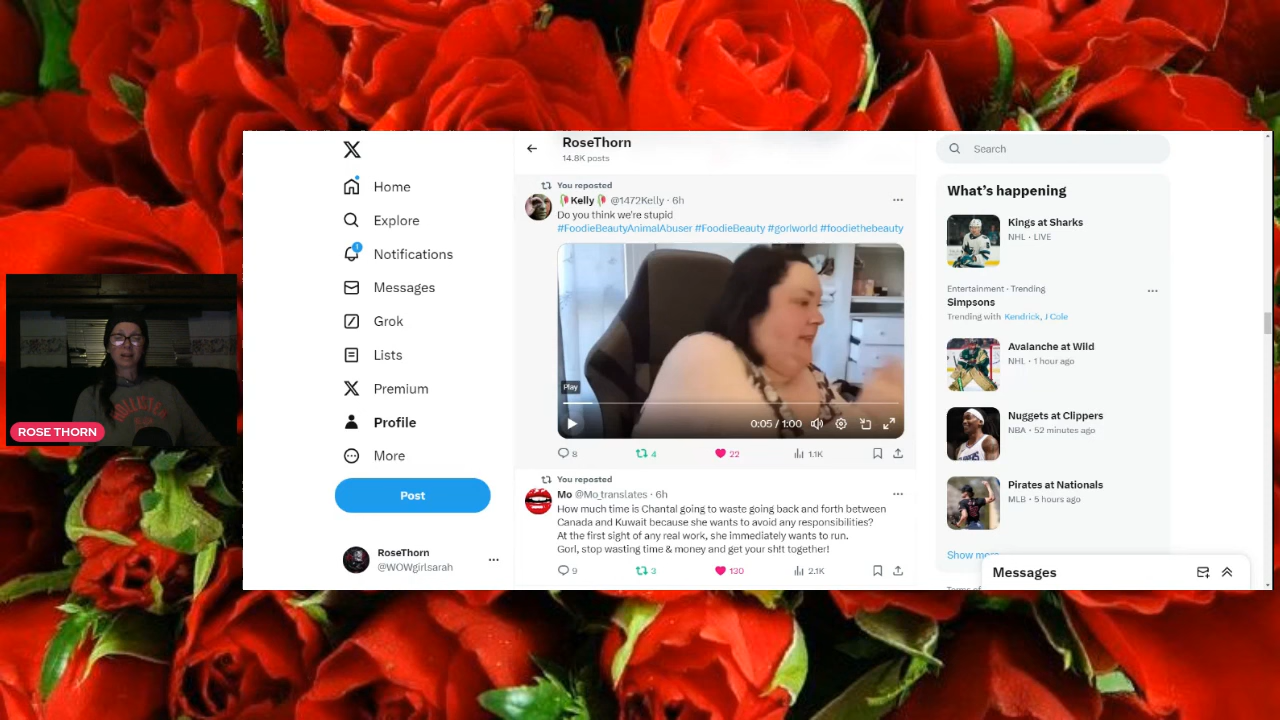 RoseThorn
14.8K posts
Home
Explore
Notifications
Messages
Grok
Lists
Premium
Profile
More
Post
RoseThorn
@WOWgirlsarah
ROSE THORN
HOLLISTER
You reposted
Kelly @1472Kelly · 6h
Do you think we're stupid
#FoodieBeautyAnimalAbuser #FoodieBeauty #gorlworld #foodiethebeauty
Play
0:05 / 1:00
8 4 22 1.1K
You reposted
Mo @Mo_translates · 6h
How much time is Chantal going to waste going back and forth between
Canada and Kuwait because she wants to avoid any responsibilities?
At the first sight of any real work, she immediately wants to run.
Gorl, stop wasting time & money and get your sh!t together!
9 3 130 2.1K
Search
What's happening
Kings at Sharks
NHL · LIVE
Entertainment · Trending
Simpsons
Trending with Kendrick, J Cole
Avalanche at Wild
NHL · 1 hour ago
Nuggets at Clippers
NBA · 52 minutes ago
Pirates at Nationals
MLB · 5 hours ago
Show more
Messages